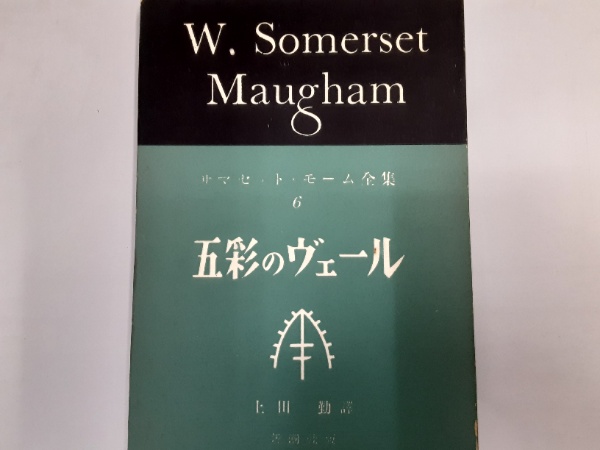 W. Somerset
Maugham
サマセット・モーム全集
6
五彩のヴェール
上田 勤 譯